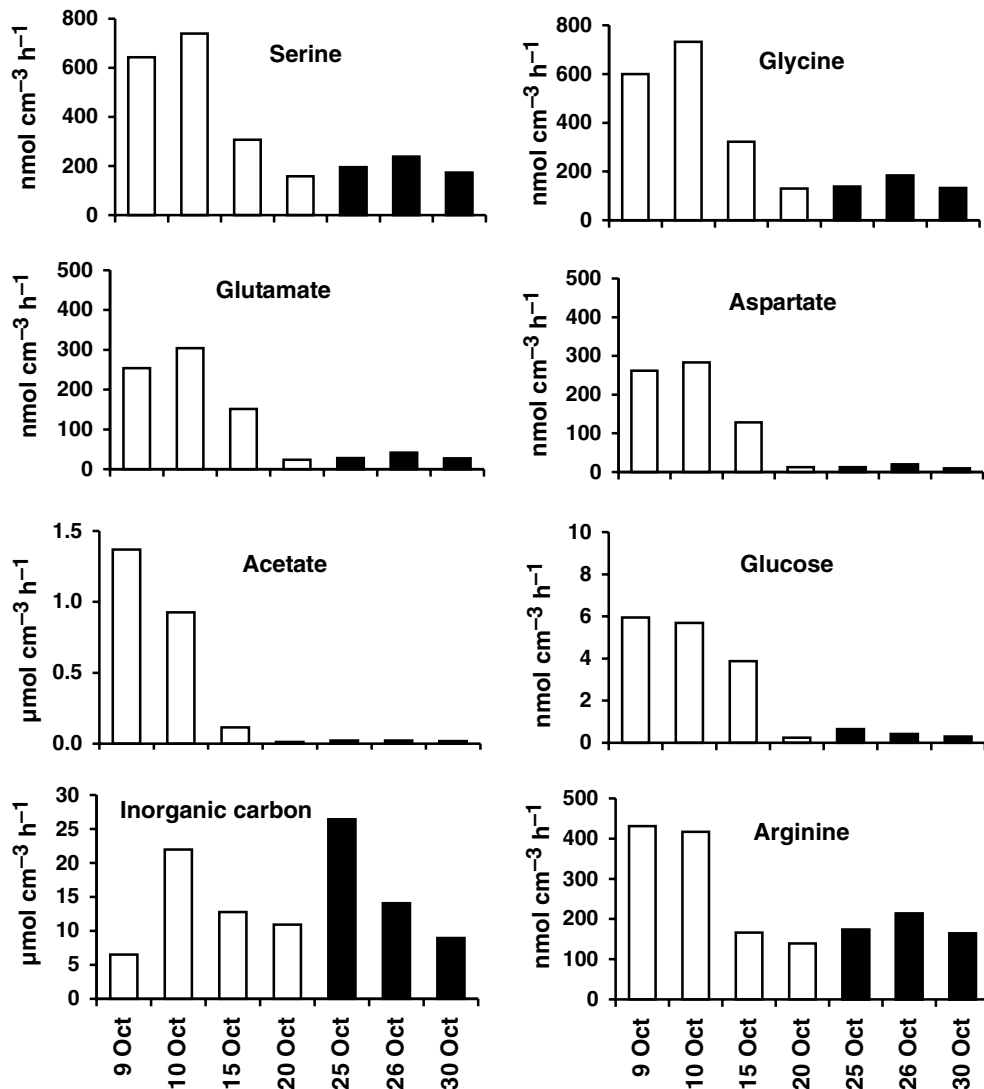 Serine
nmol cm⁻³ h⁻¹
800
600
400
200
0
Glycine
nmol cm⁻³ h⁻¹
800
600
400
200
0
Glutamate
nmol cm⁻³ h⁻¹
500
400
300
200
100
0
Aspartate
nmol cm⁻³ h⁻¹
500
400
300
200
100
0
Acetate
µmol cm⁻³ h⁻¹
1.5
1.0
0.5
0.0
Glucose
nmol cm⁻³ h⁻¹
10
8
6
4
2
0
Inorganic carbon
µmol cm⁻³ h⁻¹
30
25
20
15
10
5
0
9 Oct
10 Oct
15 Oct
20 Oct
25 Oct
26 Oct
30 Oct
Arginine
nmol cm⁻³ h⁻¹
500
400
300
200
100
0
9 Oct
10 Oct
15 Oct
20 Oct
25 Oct
26 Oct
30 Oct